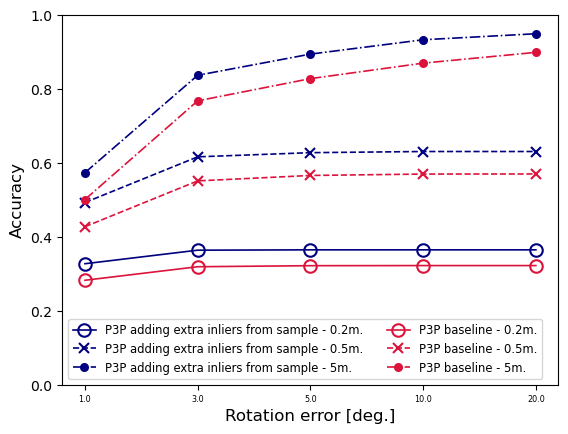 1.0
0.8
0.6
0.4
0.2
0.0
Accuracy
P3P adding extra inliers from sample - 0.2m.
P3P adding extra inliers from sample - 0.5m.
P3P adding extra inliers from sample - 5m.
P3P baseline - 0.2m.
P3P baseline - 0.5m.
P3P baseline - 5m.
1.0 3.0 5.0 10.0 20.0
Rotation error [deg.]